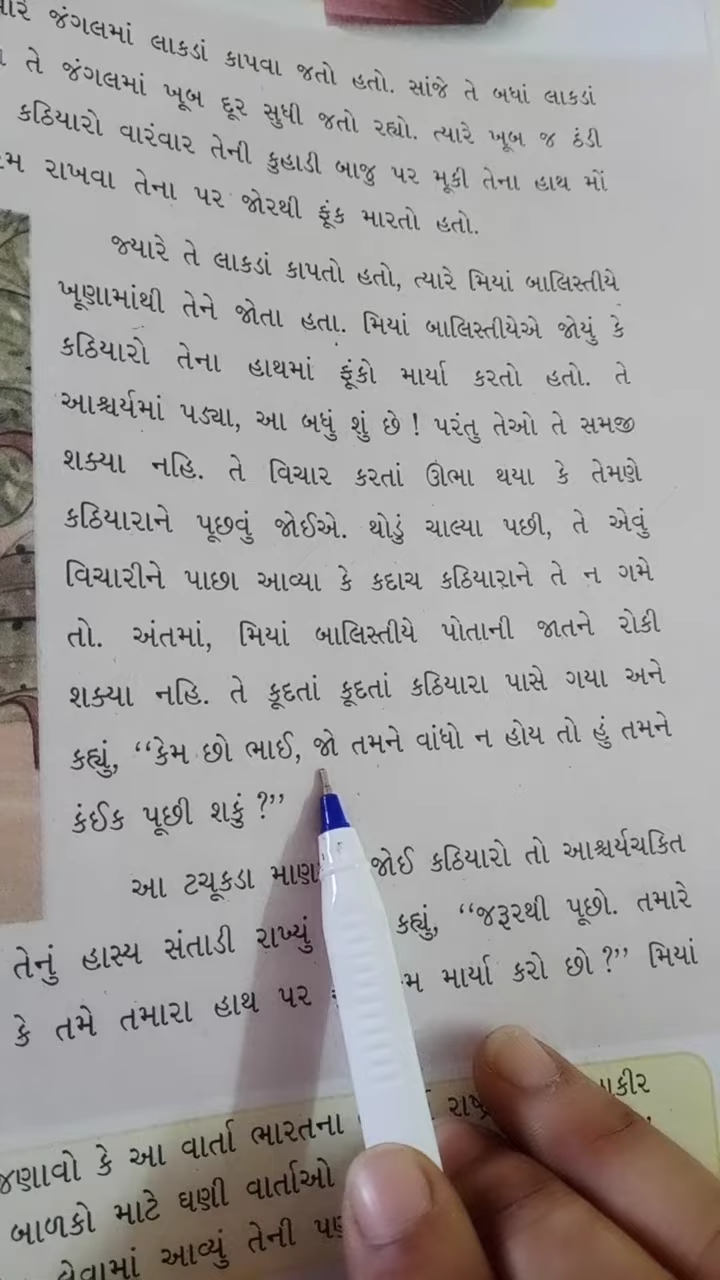 જંગલમાં લાકડાં કાપવા જતો હતો. સાંજે તે બધાં લાકડાં
તે જંગલમાં ખૂબ દૂર સુધી જતો રહ્યો. ત્યારે ખૂબ જ ઠંડી
કઠિયારો વારંવાર તેની કુહાડી બાજુ પર મૂકી તેના હાથ મોં
રાખવા તેના પર જોરથી ફૂંક મારતો હતો.
જ્યારે તે લાકડાં કાપતો હતો, ત્યારે મિયાં બાલિસ્તીયે
ખૂણામાંથી તેને જોતા હતા. મિયાં બાલિસ્તીયેએ જોયું કે
કઠિયારો તેના હાથમાં ફૂંકો માર્યા કરતો હતો. તે
આશ્ચર્યમાં પડ્યા, આ બધું શું છે ! પરંતુ તેઓ તે સમજી
શક્યા નહિ. તે વિચાર કરતાં ઊભા થયા કે તેમણે
કઠિયારાને પૂછવું જોઈએ. થોડું ચાલ્યા પછી, તે એવું
વિચારીને પાછા આવ્યા કે કદાચ કઠિયારાને તે ન ગમે
તો. અંતમાં, મિયાં બાલિસ્તીયે પોતાની જાતને રોકી
શક્યા નહિ. તે કૂદતાં કૂદતાં કઠિયારા પાસે ગયા અને
કહ્યું, “કેમ છો ભાઈ, જો તમને વાંધો ન હોય તો હું તમને
કંઈક પૂછી શકું ?”
આ ટચૂકડા જોઈ કઠિયારો તો આશ્ચર્યચકિત
તેનું હાસ્ય સંતાડી રાખ્યું કહ્યું, “જરૂરથી પૂછો. તમારે
કે તમે તમારા હાથ પર માર્યા કરો છો ?” મિયાં
જણાવો કે આ વાર્તા ભારતના
બાળકો માટે ઘણી વાર્તાઓ
આવ્યું તેની